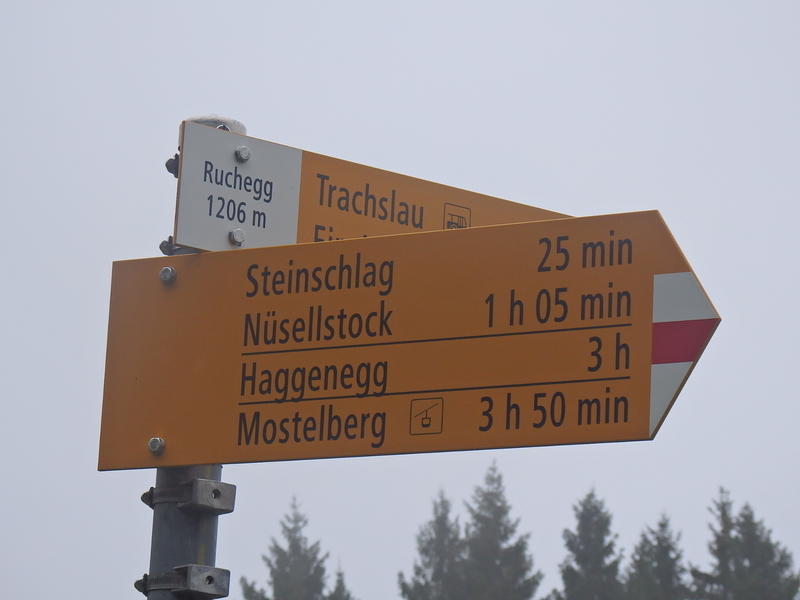 Ruchegg
1206 m
Trachslau
Steinschlag 25 min
Nüsellstock 1 h 05 min
Haggenegg 3 h
Mostelberg 3 h 50 min